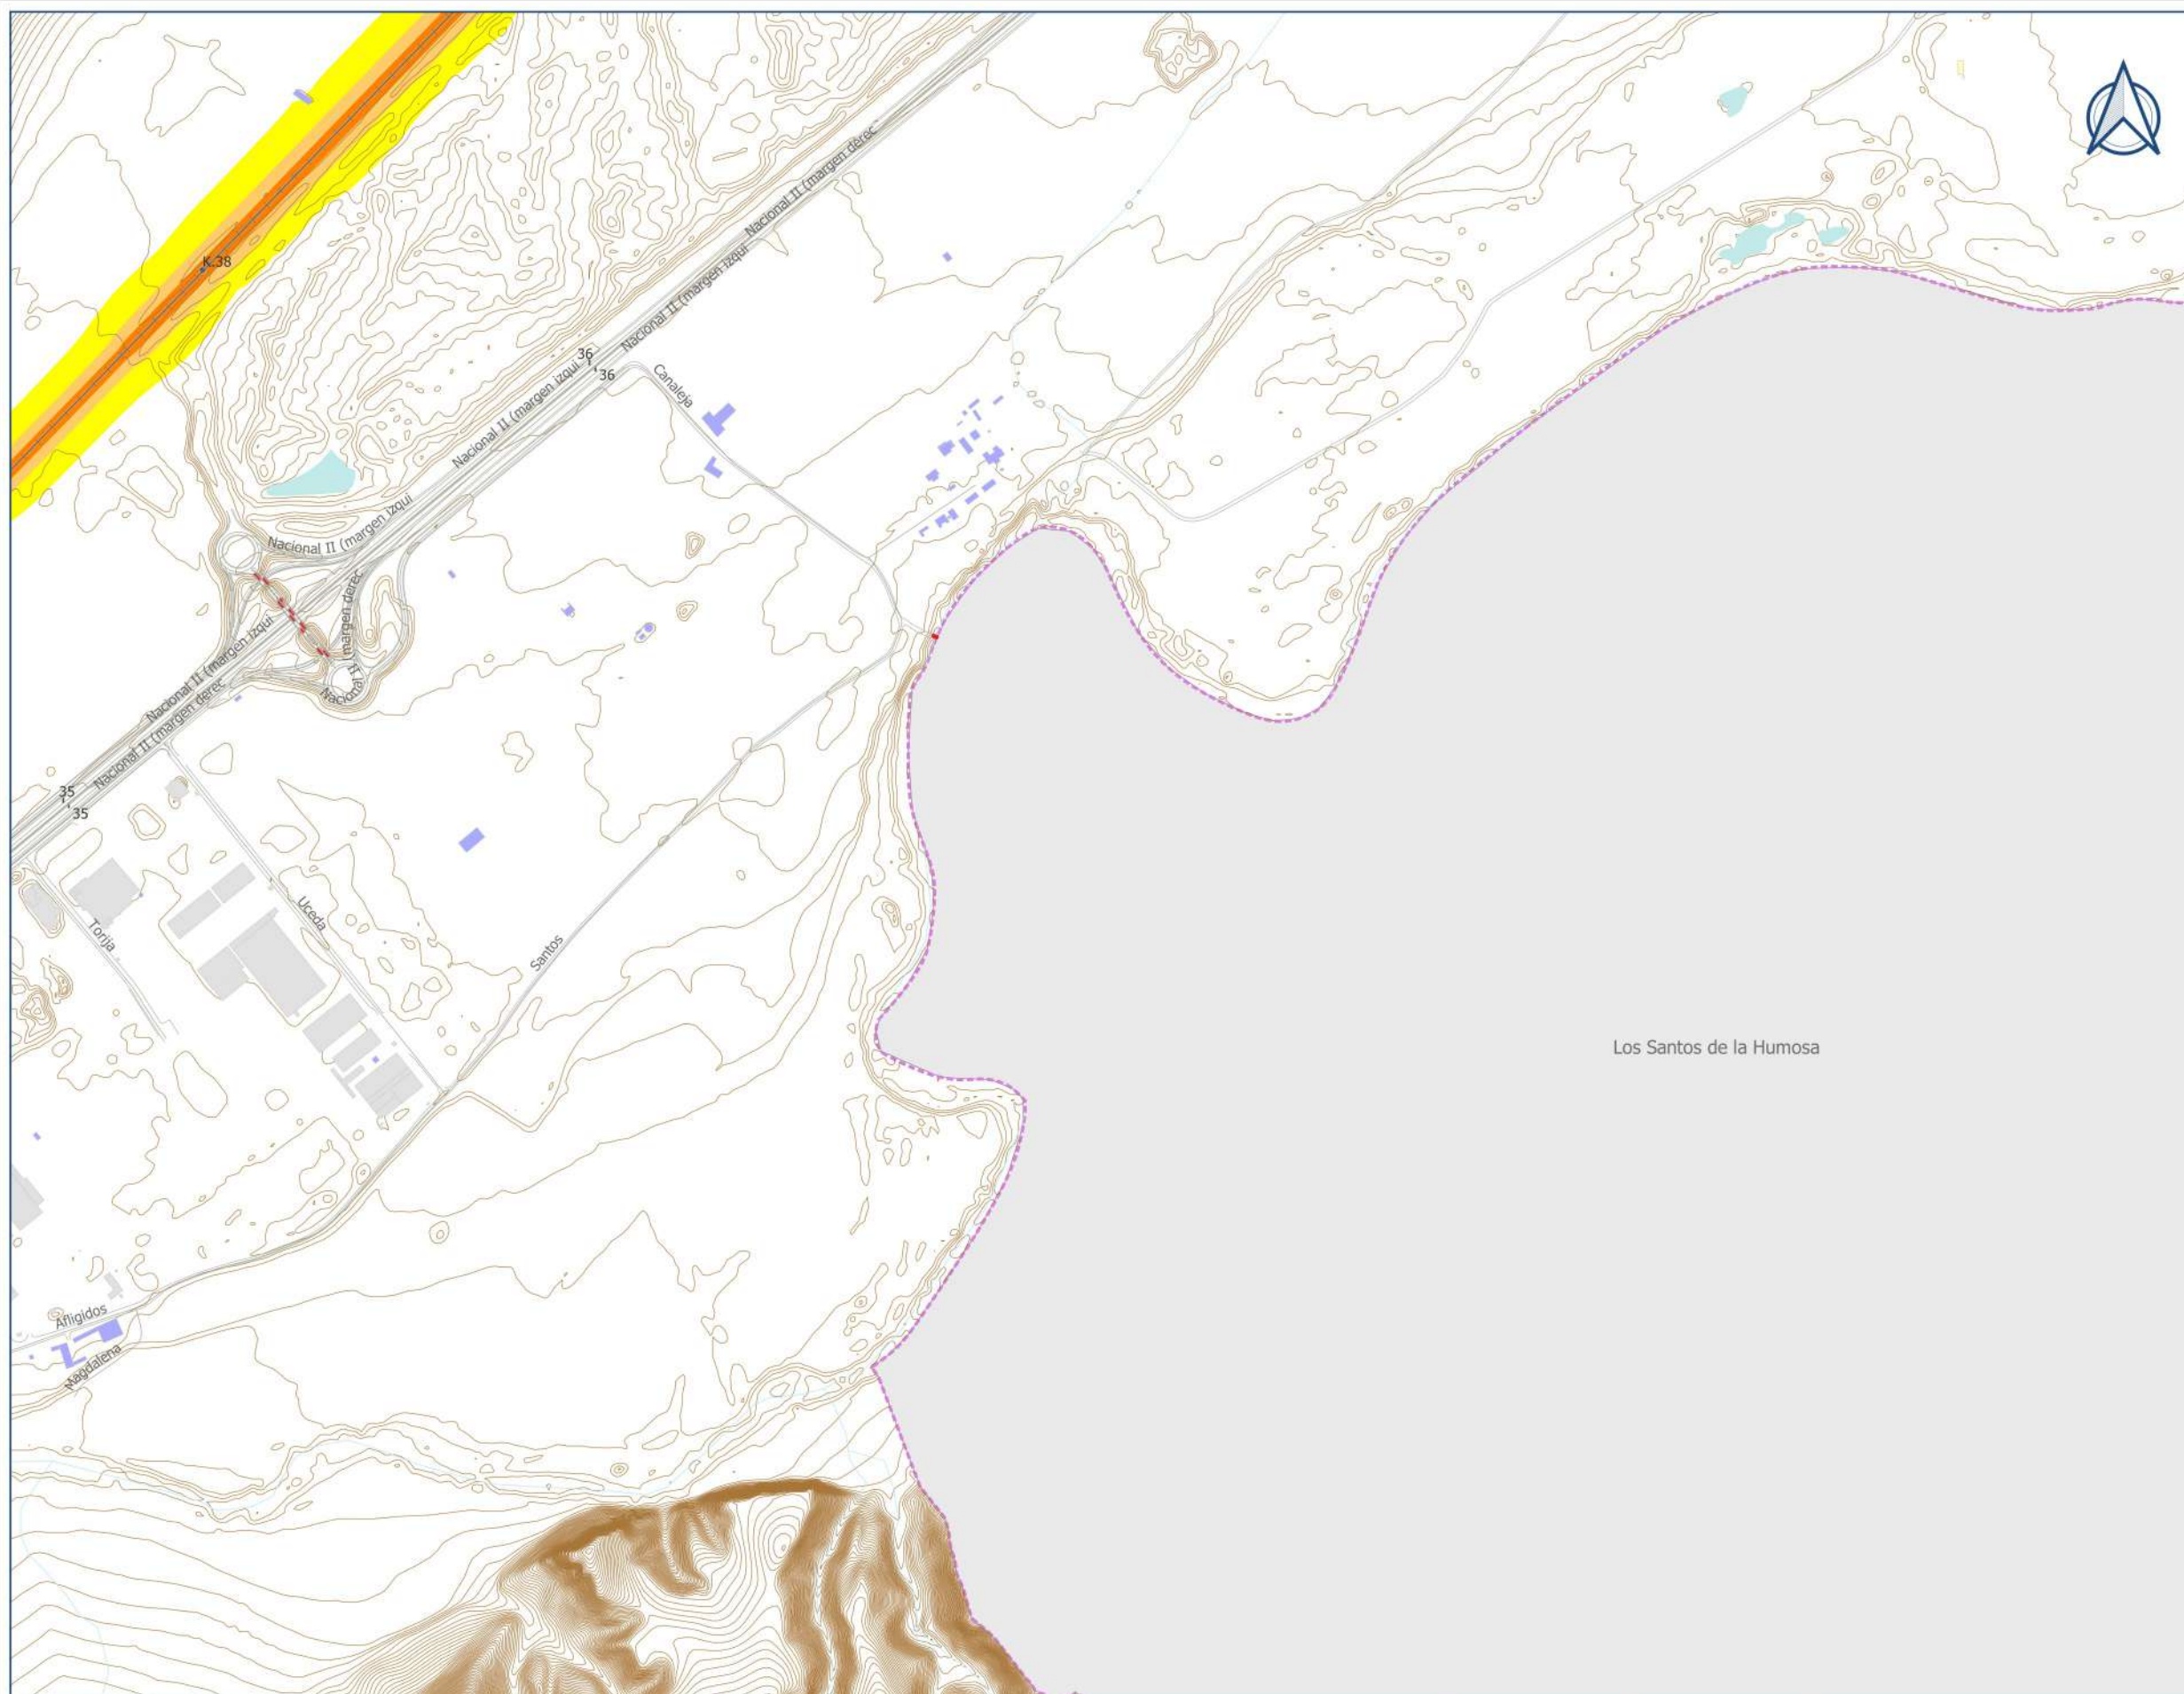 Nacional II (margen derec
Nacional II (margen derec
K.38
Nacional II (margen izqui
36
36
Nacional II (margen izqui
Canaleja
Nacional II (margen izqui
Nacional II (margen derec
Nacional II (margen izqui
Nacional II (margen derec
35
35
Uceda
Torija
Santos
Los Santos de la Humosa
Afligidos
Magdalena